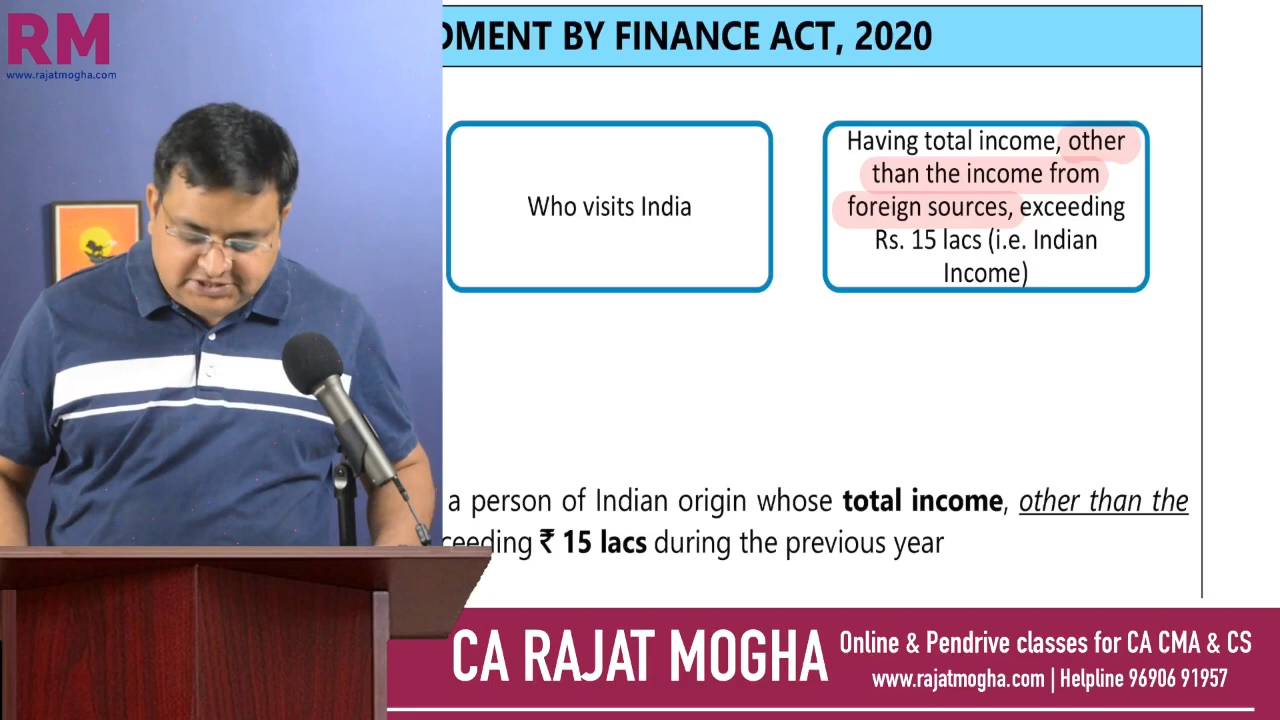 RM
www.rajatmogha.com
DMENT BY FINANCE ACT, 2020
Who visits India
Having total income, other
than the income from
foreign sources, exceeding
Rs. 15 lacs (i.e. Indian
Income)
a person of Indian origin whose total income, other than the
ceeding ₹ 15 lacs during the previous year
CA RAJAT MOGHA
Online & Pendrive classes for CA CMA & CS
www.rajatmogha.com | Helpline 96906 91957